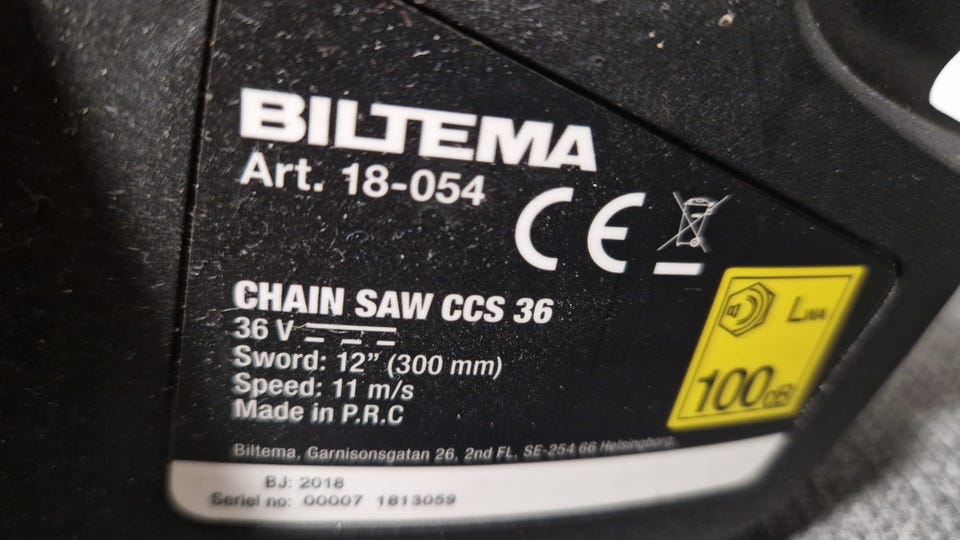 BILTEMA
Art. 18-054
CE
CHAIN SAW CCS 36
36 V
Sword: 12" (300 mm)
Speed: 11 m/s
Made in P.R.C
LWA
100dB
Biltema, Garnisonsgatan 26, 2nd FL, SE-254 66 Helsingborg.
BJ: 2018
Seriel no: 00007 1813059